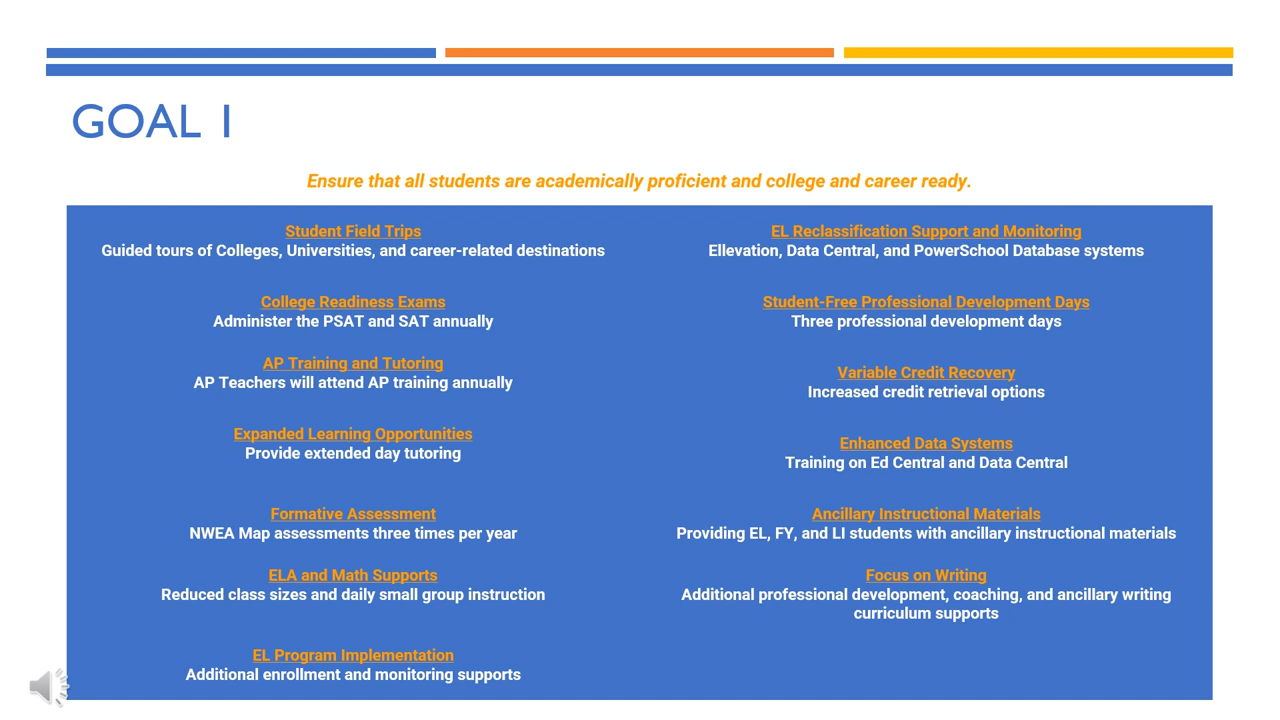 GOAL 1
Ensure that all students are academically proficient and college and career ready.
Student Field Trips
Guided tours of Colleges, Universities, and career-related destinations
College Readiness Exams
Administer the PSAT and SAT annually
AP Training and Tutoring
AP Teachers will attend AP training annually
Expanded Learning Opportunities
Provide extended day tutoring
Formative Assessment
NWEA Map assessments three times per year
ELA and Math Supports
Reduced class sizes and daily small group instruction
EL Program Implementation
Additional enrollment and monitoring supports
EL Reclassification Support and Monitoring
Ellevation, Data Central, and PowerSchool Database systems
Student-Free Professional Development Days
Three professional development days
Variable Credit Recovery
Increased credit retrieval options
Enhanced Data Systems
Training on Ed Central and Data Central
Ancillary Instructional Materials
Providing EL, FY, and LI students with ancillary instructional materials
Focus on Writing
Additional professional development, coaching, and ancillary writing
curriculum supports